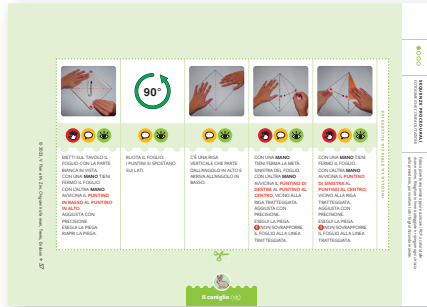 90°
METTI SUL TAVOLO IL
FOGLIO CON LA PARTE
BIANCA IN VISTA.
CON UNA MANO TIENI
FERMO IL FOGLIO.
CON L'ALTRA MANO
AVVICINA IL PUNTINO
IN BASSO AL PUNTINO
IN ALTO.
AGGIUSTA CON
PRECISIONE.
ESEGUI LA PIEGA.
RIAPRI LA PIEGA.
RUOTA IL FOGLIO.
I PUNTINI SI SPOSTANO
SUI LATI.
C'È UNA RIGA
VERTICALE CHE PARTE
DALL'ANGOLO IN ALTO E
ARRIVA ALL'ANGOLO IN
BASSO.
CON UNA MANO TIENI
FERMA LA METÀ
SINISTRA DEL FOGLIO.
CON L'ALTRA MANO
AVVICINA IL PUNTINO DI
DESTRA AL PUNTINO AL
CENTRO, VICINO ALLA
RIGA TRATTEGGIATA.
AGGIUSTA CON
PRECISIONE.
ESEGUI LA PIEGA.
NON SOVRAPPORRE
IL FOGLIO ALLA LINEA
TRATTEGGIATA.
CON UNA MANO TIENI
FERMO IL FOGLIO.
CON L'ALTRA MANO
AVVICINA IL PUNTINO
DI SINISTRA AL
PUNTINO AL CENTRO,
VICINO ALLA RIGA
TRATTEGGIATA.
AGGIUSTA CON
PRECISIONE.
ESEGUI LA PIEGA.
NON SOVRAPPORRE
IL FOGLIO ALLA LINEA
TRATTEGGIATA.
INCOLLA LA STRISCIA SUCCESSIVA
SEQUENZE PROCEDURALI
Il coniglio (1/5)